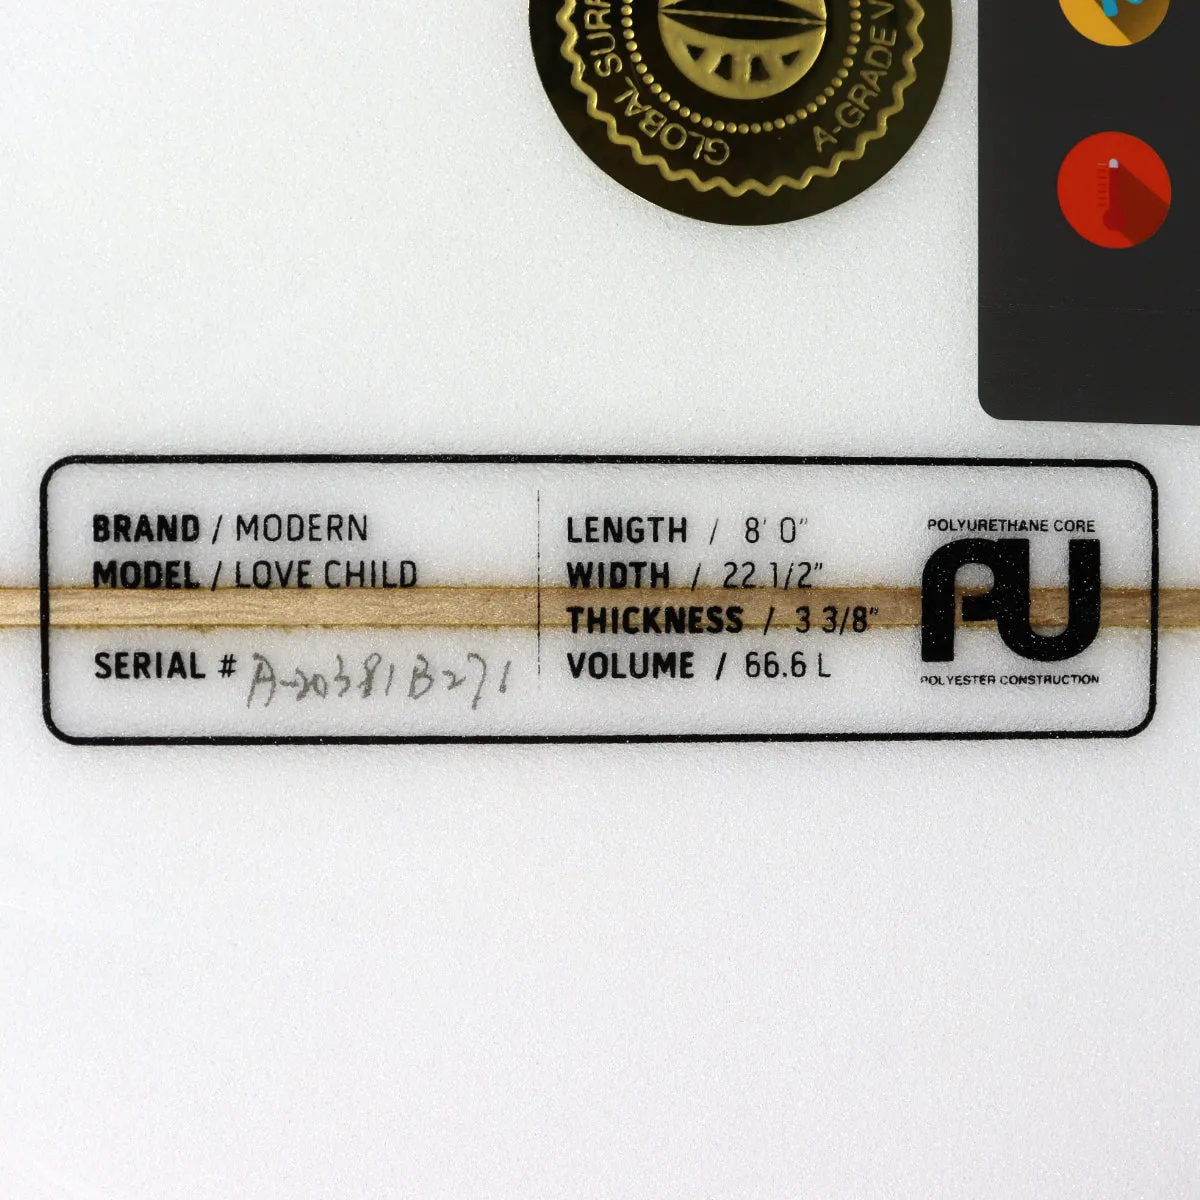 GLOBAL SURF
A-GRADE
BRAND / MODERN
MODEL / LOVE CHILD
SERIAL # A-20381B271
LENGTH / 8' 0"
WIDTH / 22 1/2"
THICKNESS / 3 3/8"
VOLUME / 66.6 L
POLYURETHANE CORE
PU
POLYESTER CONSTRUCTION